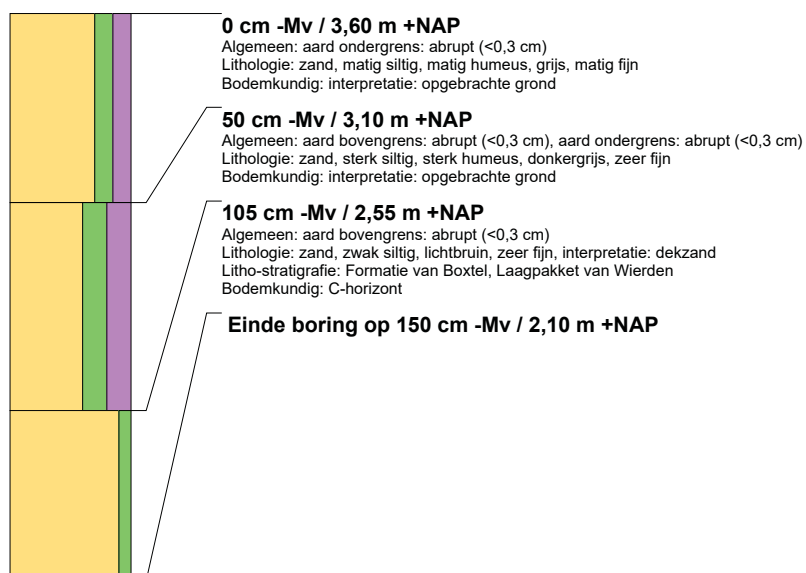 0 cm -Mv / 3,60 m +NAP
Algemeen: aard ondergrens: abrupt (<0,3 cm)
Lithologie: zand, matig siltig, matig humeus, grijs, matig fijn
Bodemkundig: interpretatie: opgebrachte grond
50 cm -Mv / 3,10 m +NAP
Algemeen: aard bovengrens: abrupt (<0,3 cm), aard ondergrens: abrupt (<0,3 cm)
Lithologie: zand, sterk siltig, sterk humeus, donkergrijs, zeer fijn
Bodemkundig: interpretatie: opgebrachte grond
105 cm -Mv / 2,55 m +NAP
Algemeen: aard bovengrens: abrupt (<0,3 cm)
Lithologie: zand, zwak siltig, lichtbruin, zeer fijn, interpretatie: dekzand
Litho-stratigrafie: Formatie van Boxtel, Laagpakket van Wierden
Bodemkundig: C-horizont
Einde boring op 150 cm -Mv / 2,10 m +NAP